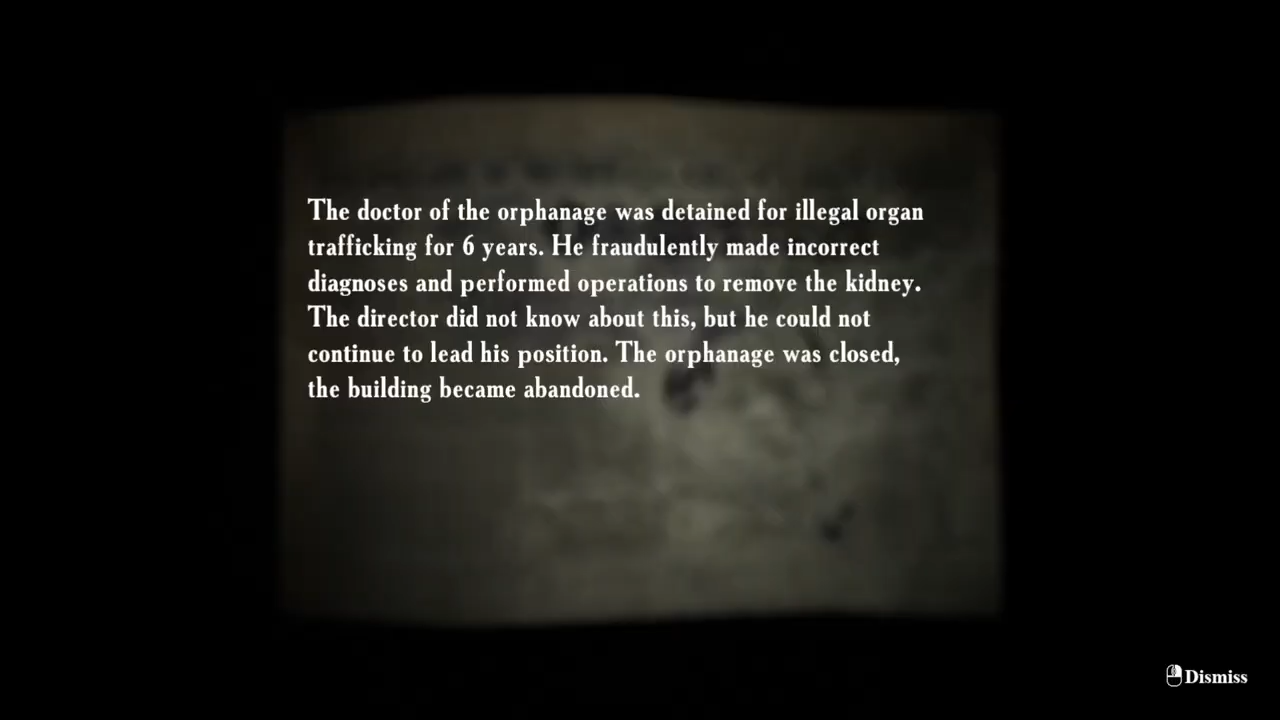 The doctor of the orphanage was detained for illegal organ
trafficking for 6 years. He fraudulently made incorrect
diagnoses and performed operations to remove the kidney.
The director did not know about this, but he could not
continue to lead his position. The orphanage was closed,
the building became abandoned.
Dismiss